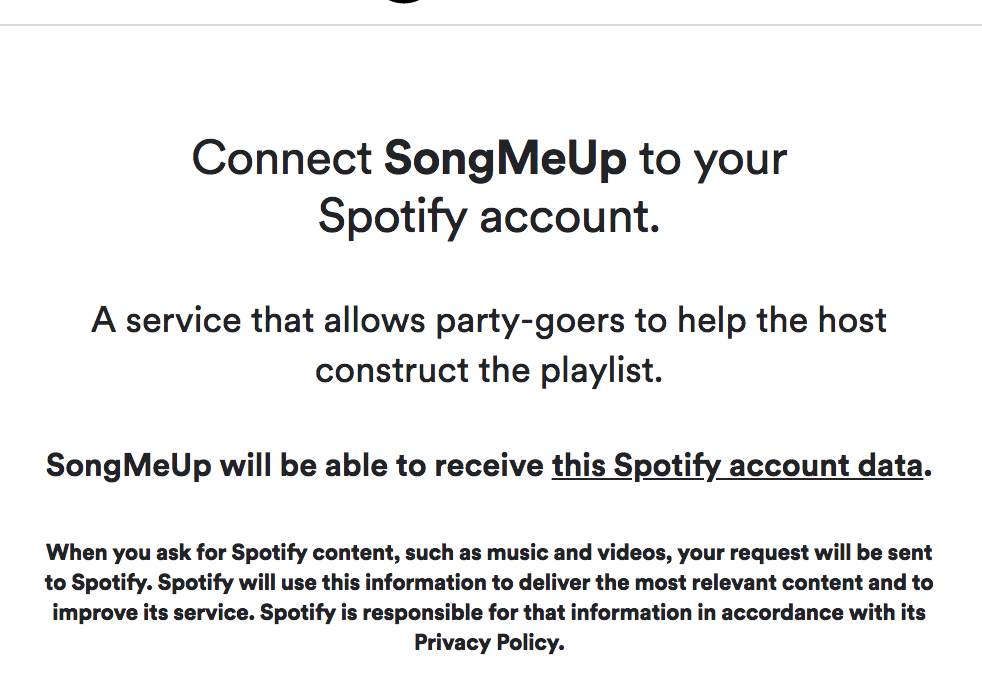 Connect SongMeUp to your
Spotify account.
A service that allows party-goers to help the host
construct the playlist.
SongMeUp will be able to receive this Spotify account data.
When you ask for Spotify content, such as music and videos, your request will be sent
to Spotify. Spotify will use this information to deliver the most relevant content and to
improve its service. Spotify is responsible for that information in accordance with its
Privacy Policy.